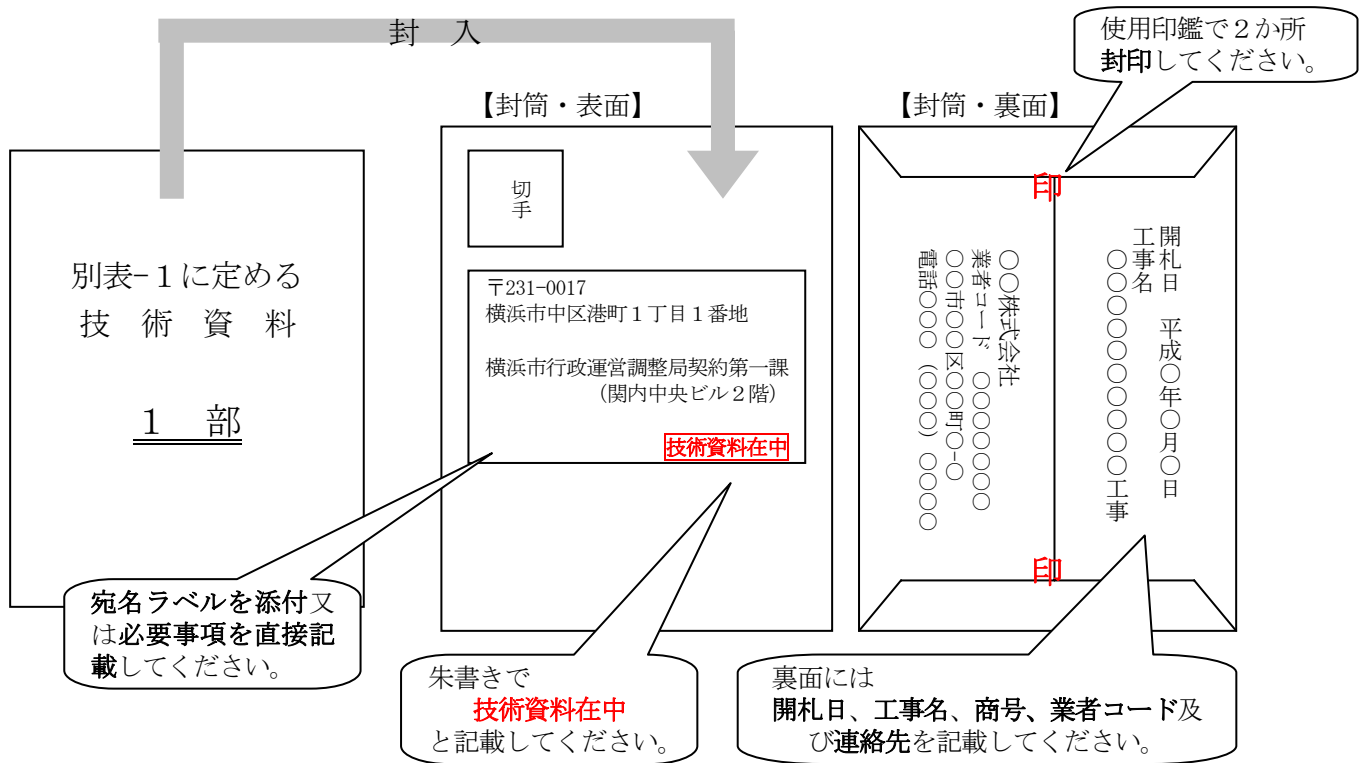 封　入
使用印鑑で２か所
封印してください。
【封筒・表面】
【封筒・裏面】
別表-１に定める
技　術　資　料
１　部
切手
〒231-0017
横浜市中区港町１丁目１番地
横浜市行政運営調整局契約第一課
(関内中央ビル２階)
技術資料在中
印
開札日　平成○年○月○日
工事名
○○○○○○○○○○工事
○○株式会社
業者コード　○○○○○○○
○○市○○区○○町○-○
電話○○○（○○○）○○○○
印
宛名ラベルを添付又
は必要事項を直接記
載してください。
朱書きで
技術資料在中
と記載してください。
裏面には
開札日、工事名、商号、業者コード及
び連絡先を記載してください。